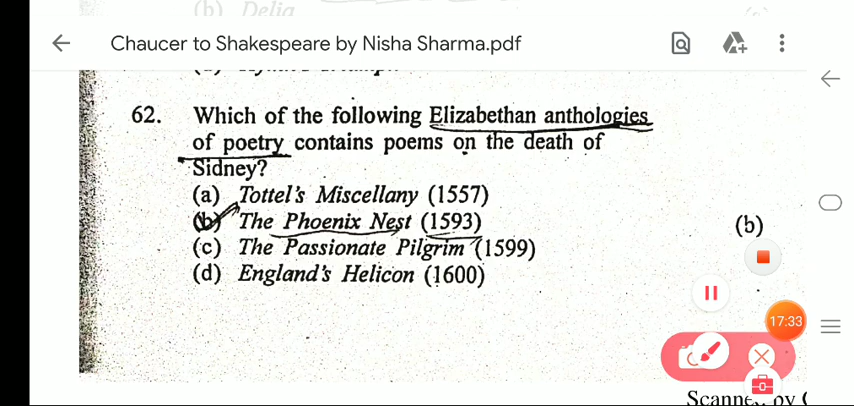 (b) Delia
Chaucer to Shakespeare by Nisha Sharma.pdf
62. Which of the following Elizabethan anthologies
of poetry contains poems on the death of
Sidney?
(a) Tottel's Miscellany (1557)
(b) The Phoenix Nest (1593)
(b)
(c) The Passionate Pilgrim (1599)
(d) England's Helicon (1600)
17:33